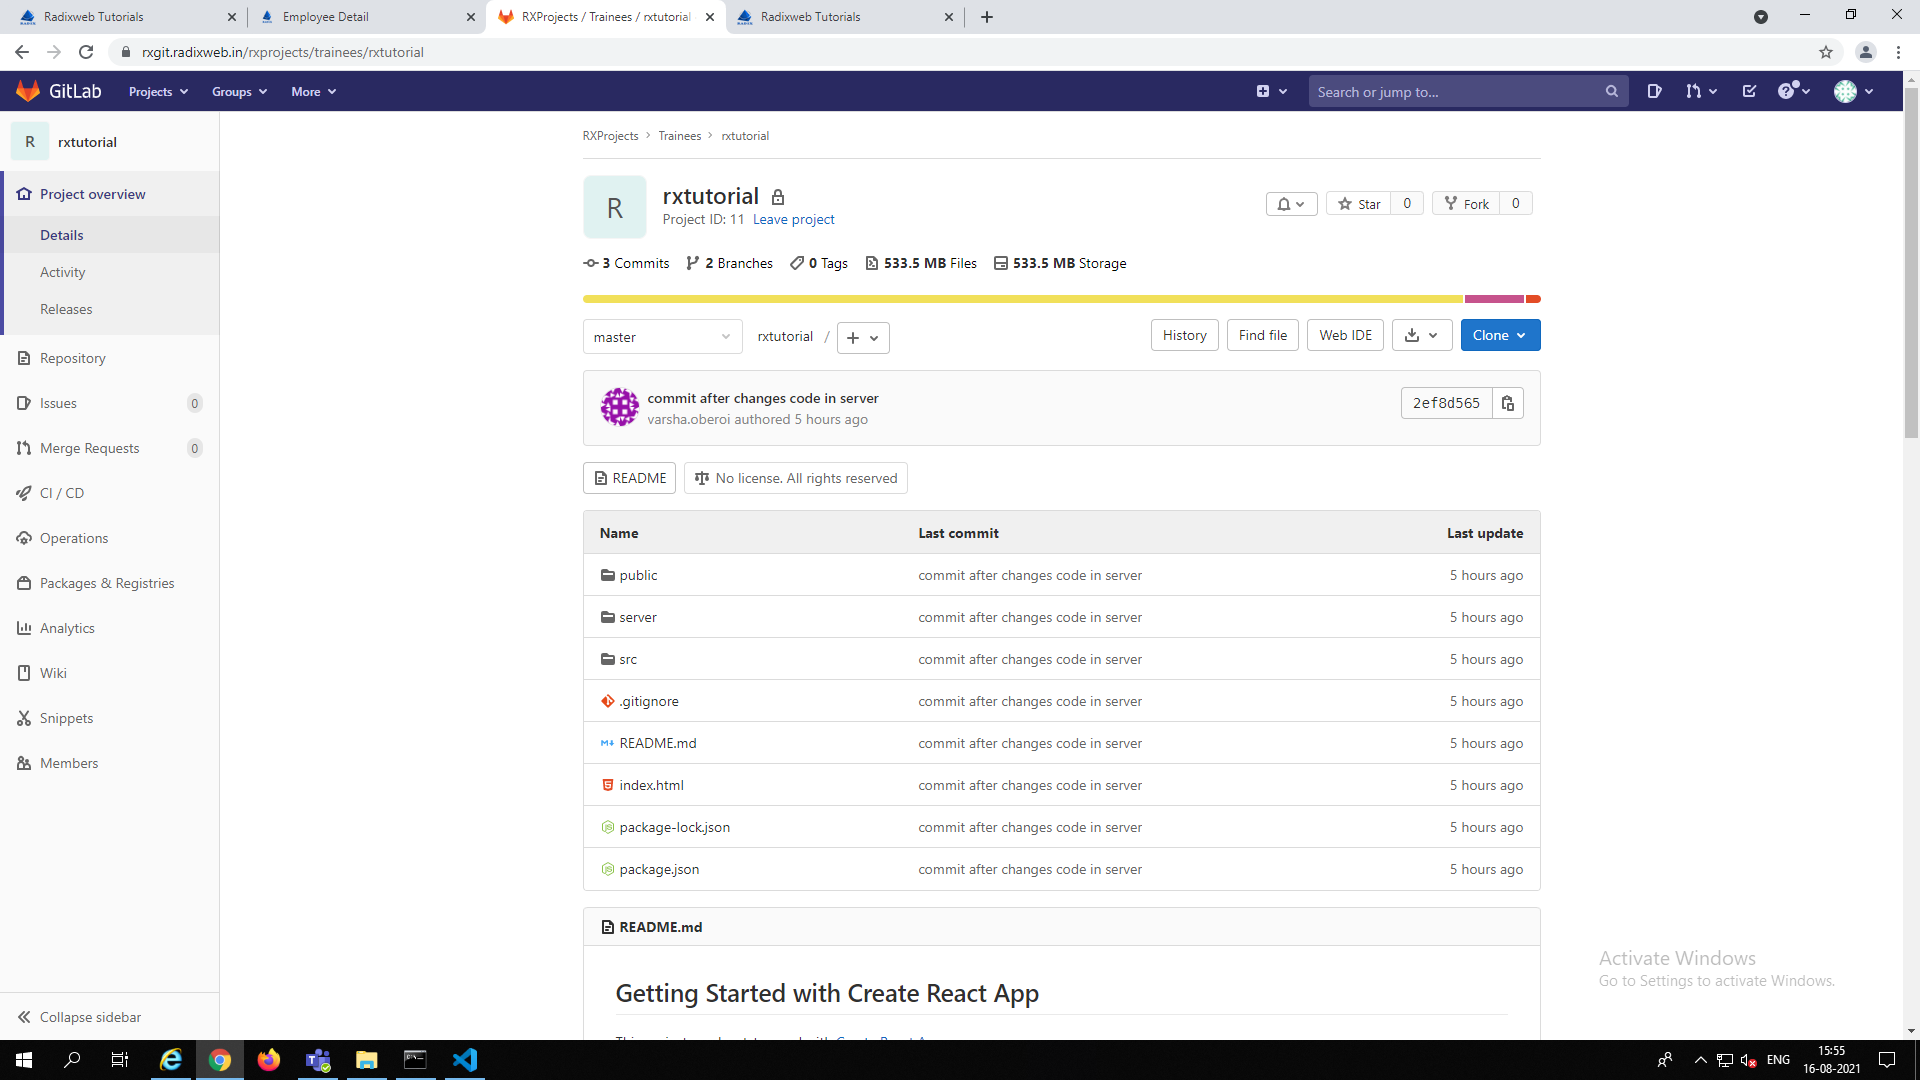 Radixweb Tutorials
Employee Detail
RXProjects / Trainees / rxtutorial
Radixweb Tutorials
rxgit.radixweb.in/rxprojects/trainees/rxtutorial
GitLab Projects Groups More Search or jump to...
R rxtutorial
Project overview
Details
Activity
Releases
Repository
Issues 0
Merge Requests 0
CI / CD
Operations
Packages & Registries
Analytics
Wiki
Snippets
Members
Collapse sidebar
RXProjects > Trainees > rxtutorial
R
rxtutorial
Project ID: 11 Leave project
Star 0 Fork 0
3 Commits 2 Branches 0 Tags 533.5 MB Files 533.5 MB Storage
master rxtutorial / + History Find file Web IDE Clone
commit after changes code in server
varsha.oberoi authored 5 hours ago
2ef8d565
README No license. All rights reserved
Name Last commit Last update
public commit after changes code in server 5 hours ago
server commit after changes code in server 5 hours ago
src commit after changes code in server 5 hours ago
.gitignore commit after changes code in server 5 hours ago
README.md commit after changes code in server 5 hours ago
index.html commit after changes code in server 5 hours ago
package-lock.json commit after changes code in server 5 hours ago
package.json commit after changes code in server 5 hours ago
README.md
Getting Started with Create React App
Activate Windows
Go to Settings to activate Windows.
ENG
15:55
16-08-2021